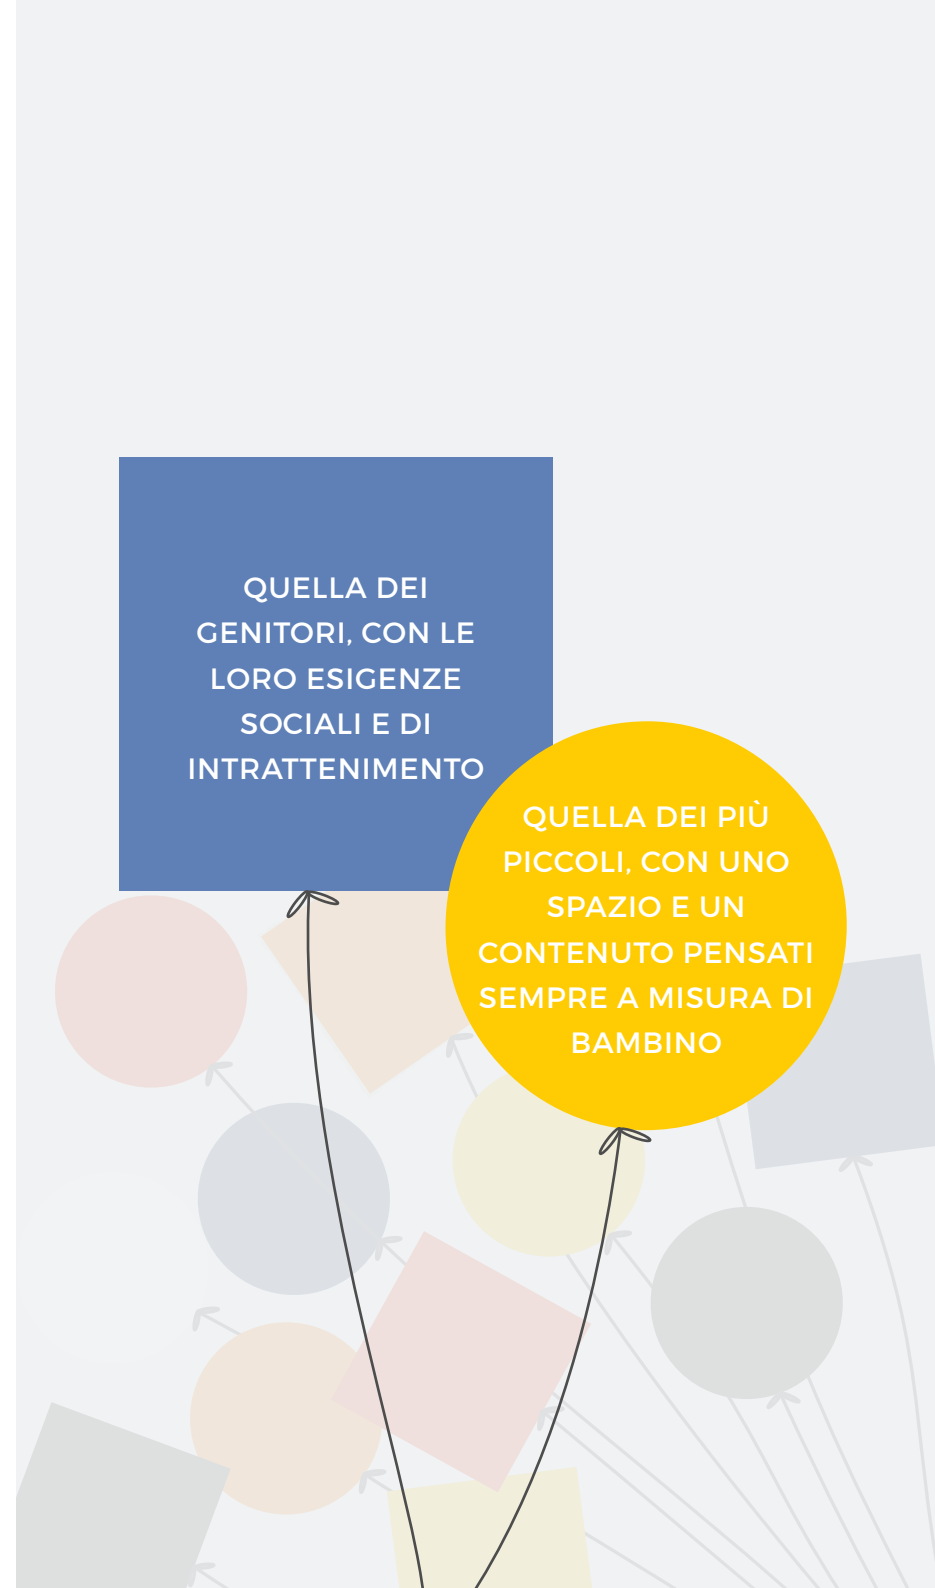 QUELLA DEI
GENITORI, CON LE
LORO ESIGENZE
SOCIALI E DI
INTRATTENIMENTO
QUELLA DEI PIÙ
PICCOLI, CON UNO
SPAZIO E UN
CONTENUTO PENSATI
SEMPRE A MISURA DI
BAMBINO